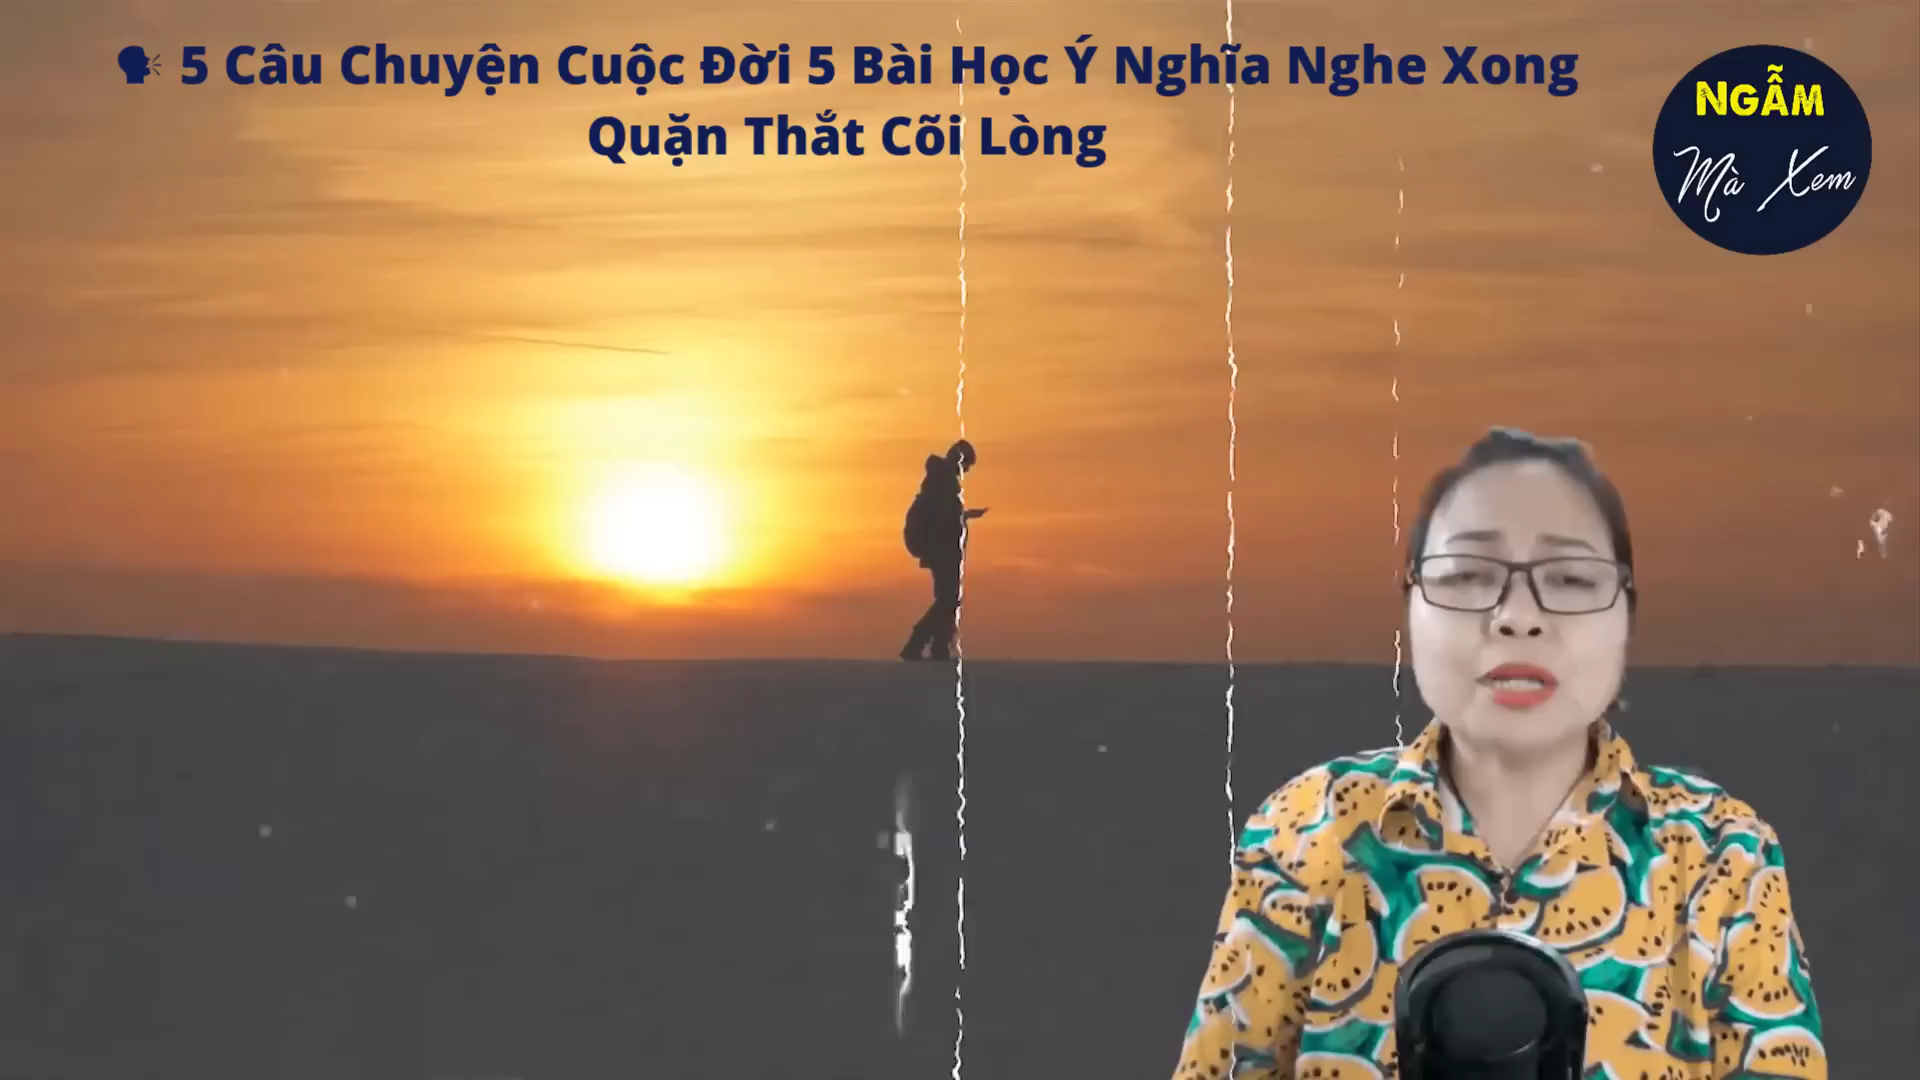 🗣 5 Câu Chuyện Cuộc Đời 5 Bài Học Ý Nghĩa Nghe Xong
Quặn Thắt Cõi Lòng
NGẪM
Mà Xem